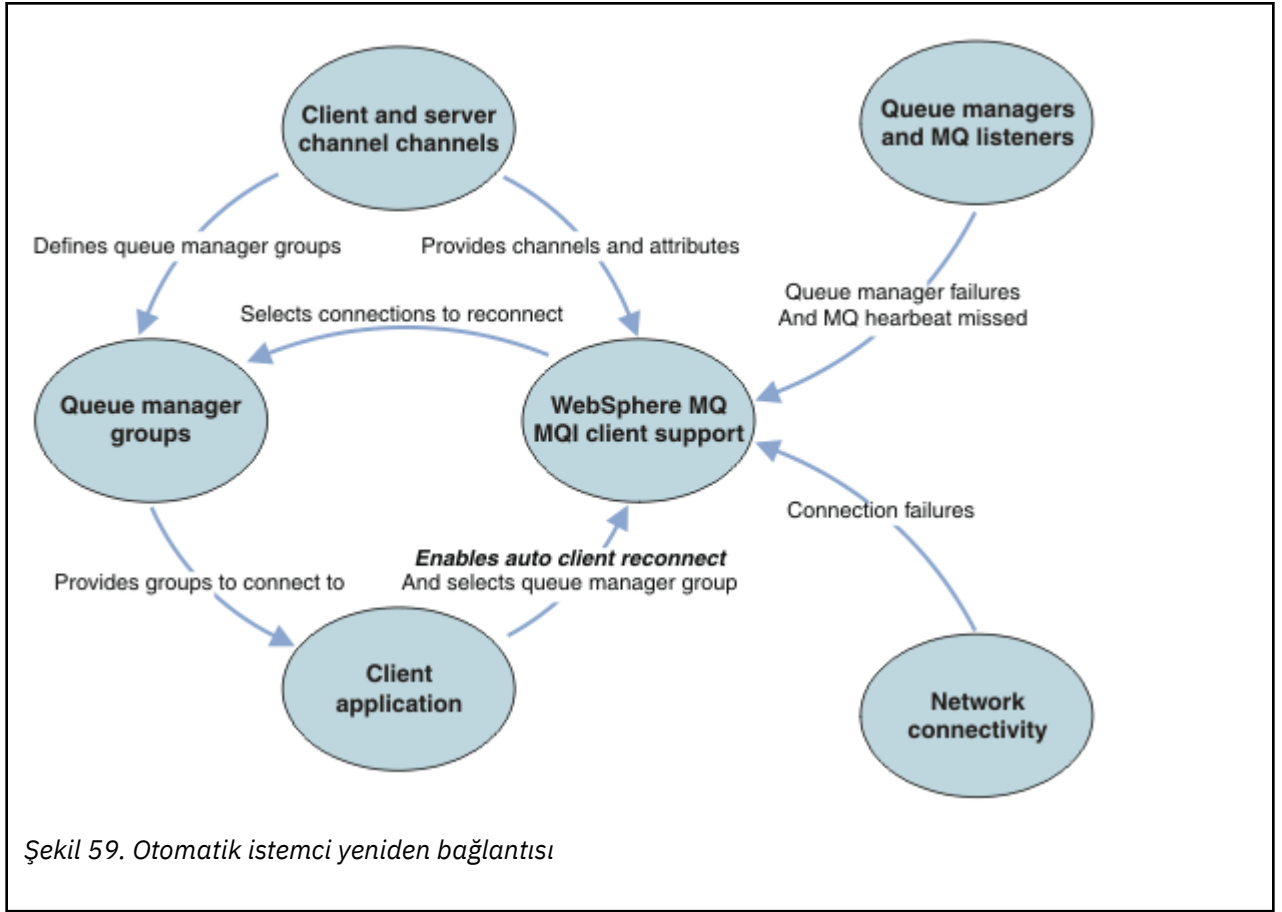 Client and server
channel channels
Queue managers
and MQ listeners
Defines queue manager groups
Provides channels and attributes
Queue manager failures
And MQ hearbeat missed
Selects connections to reconnect
Queue manager
groups
WebSphere MQ
MQI client support
Connection failures
Enables auto client reconnect
And selects queue manager group
Provides groups to connect to
Client
application
Network
connectivity
Şekil 59. Otomatik istemci yeniden bağlantısı